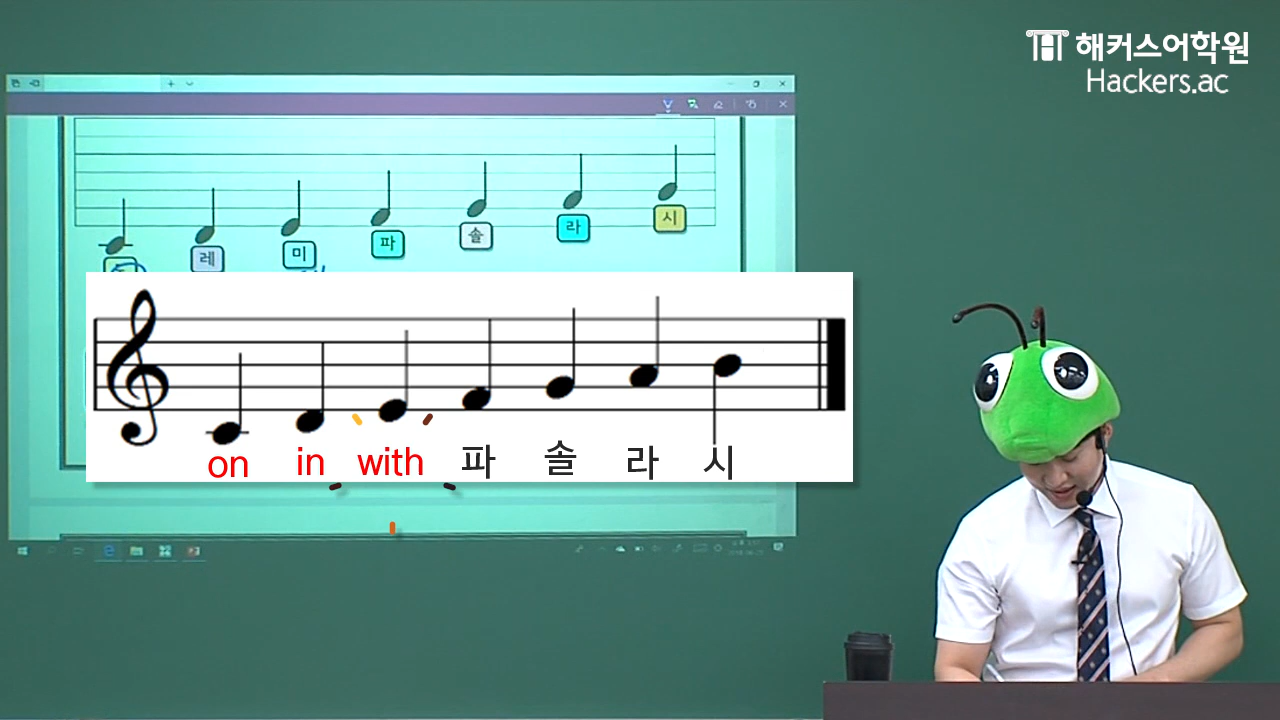 해커스어학원
Hackers.ac
레 미 파 솔 라 시
on in with 파 솔 라 시